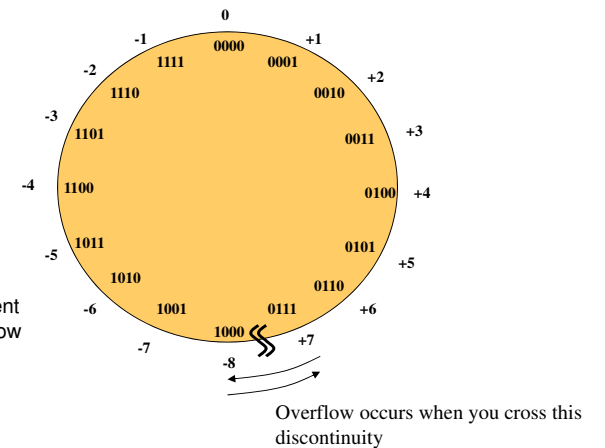 0
-1 0000 +1
1111 0001
-2 +2
1110 0010
-3 +3
1101 0011
-4 1100 0100 +4
1011 0101
-5 +5
1010 0110
ent
-6 1001 0111 +6
ow
1000
-7 +7
-8
Overflow occurs when you cross this
discontinuity